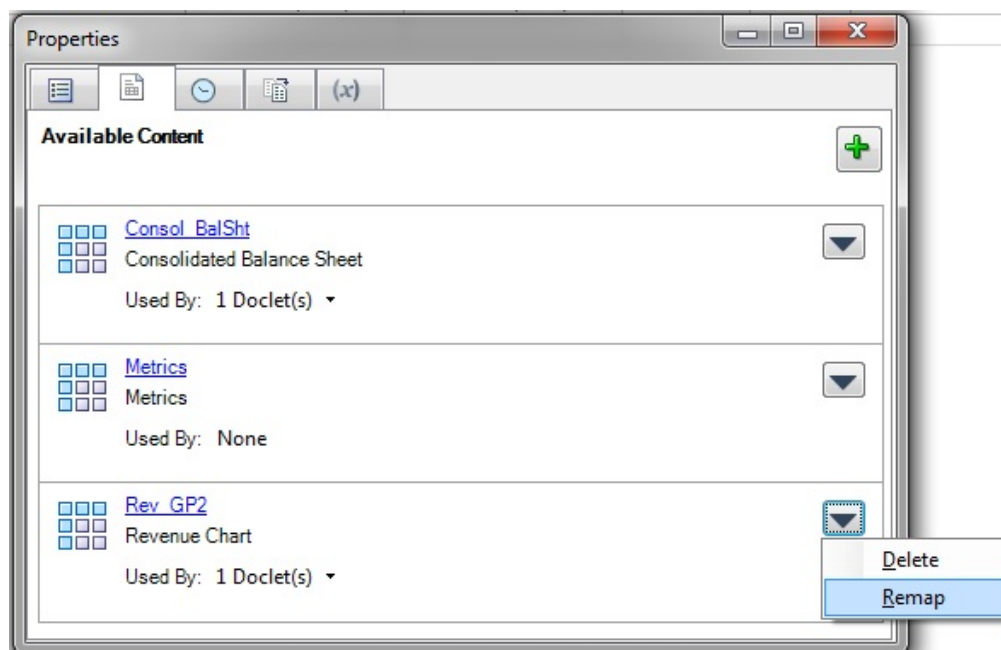 Properties
(x)
Available Content
Consol_BalSht
Consolidated Balance Sheet
Used By: 1 Doclet(s)
Metrics
Metrics
Used By: None
Rev_GP2
Revenue Chart
Used By: 1 Doclet(s)
Delete
Remap